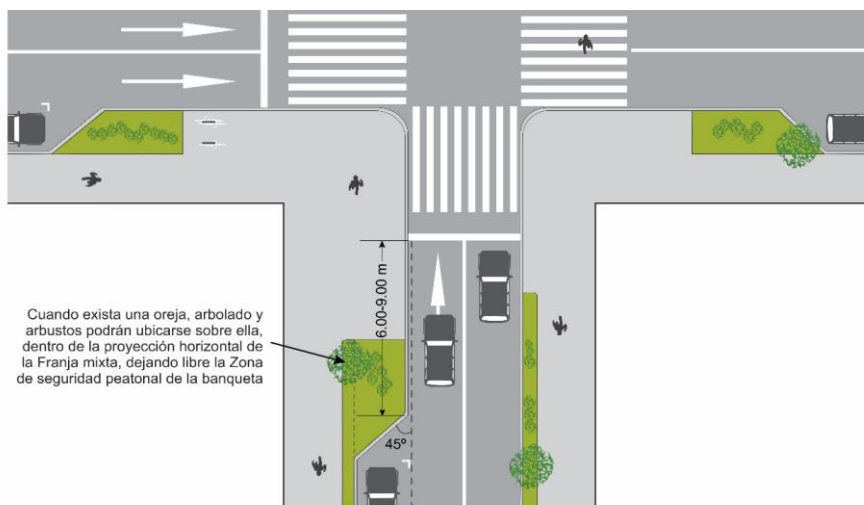 6.00-9.00 m
Cuando exista una oreja, arbolado y
arbustos podrán ubicarse sobre ella,
dentro de la proyección horizontal de
la Franja mixta, dejando libre la Zona
de seguridad peatonal de la banqueta
45º